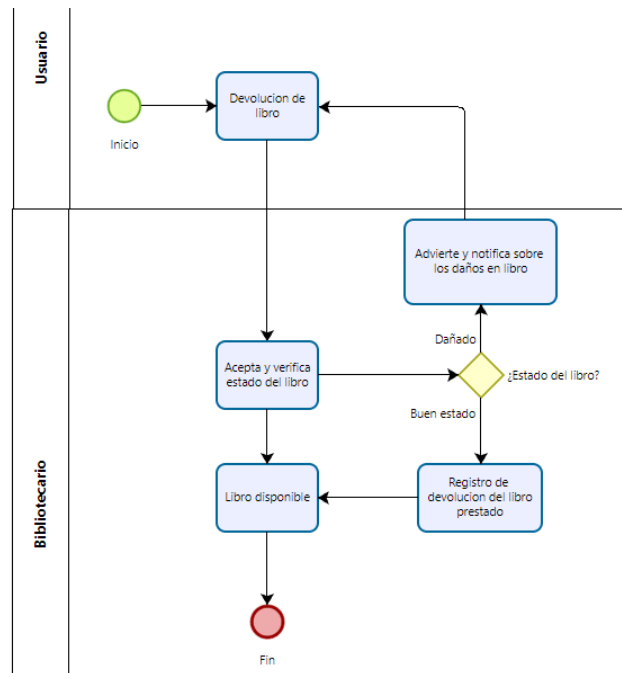 Usuario
Inicio
Devolucion de
libro
Bibliotecario
Advierte y notifica sobre
los daños en libro
Dañado
Acepta y verifica
estado del libro
¿Estado del libro?
Buen estado
Libro disponible
Registro de
devolucion del libro
prestado
Fin